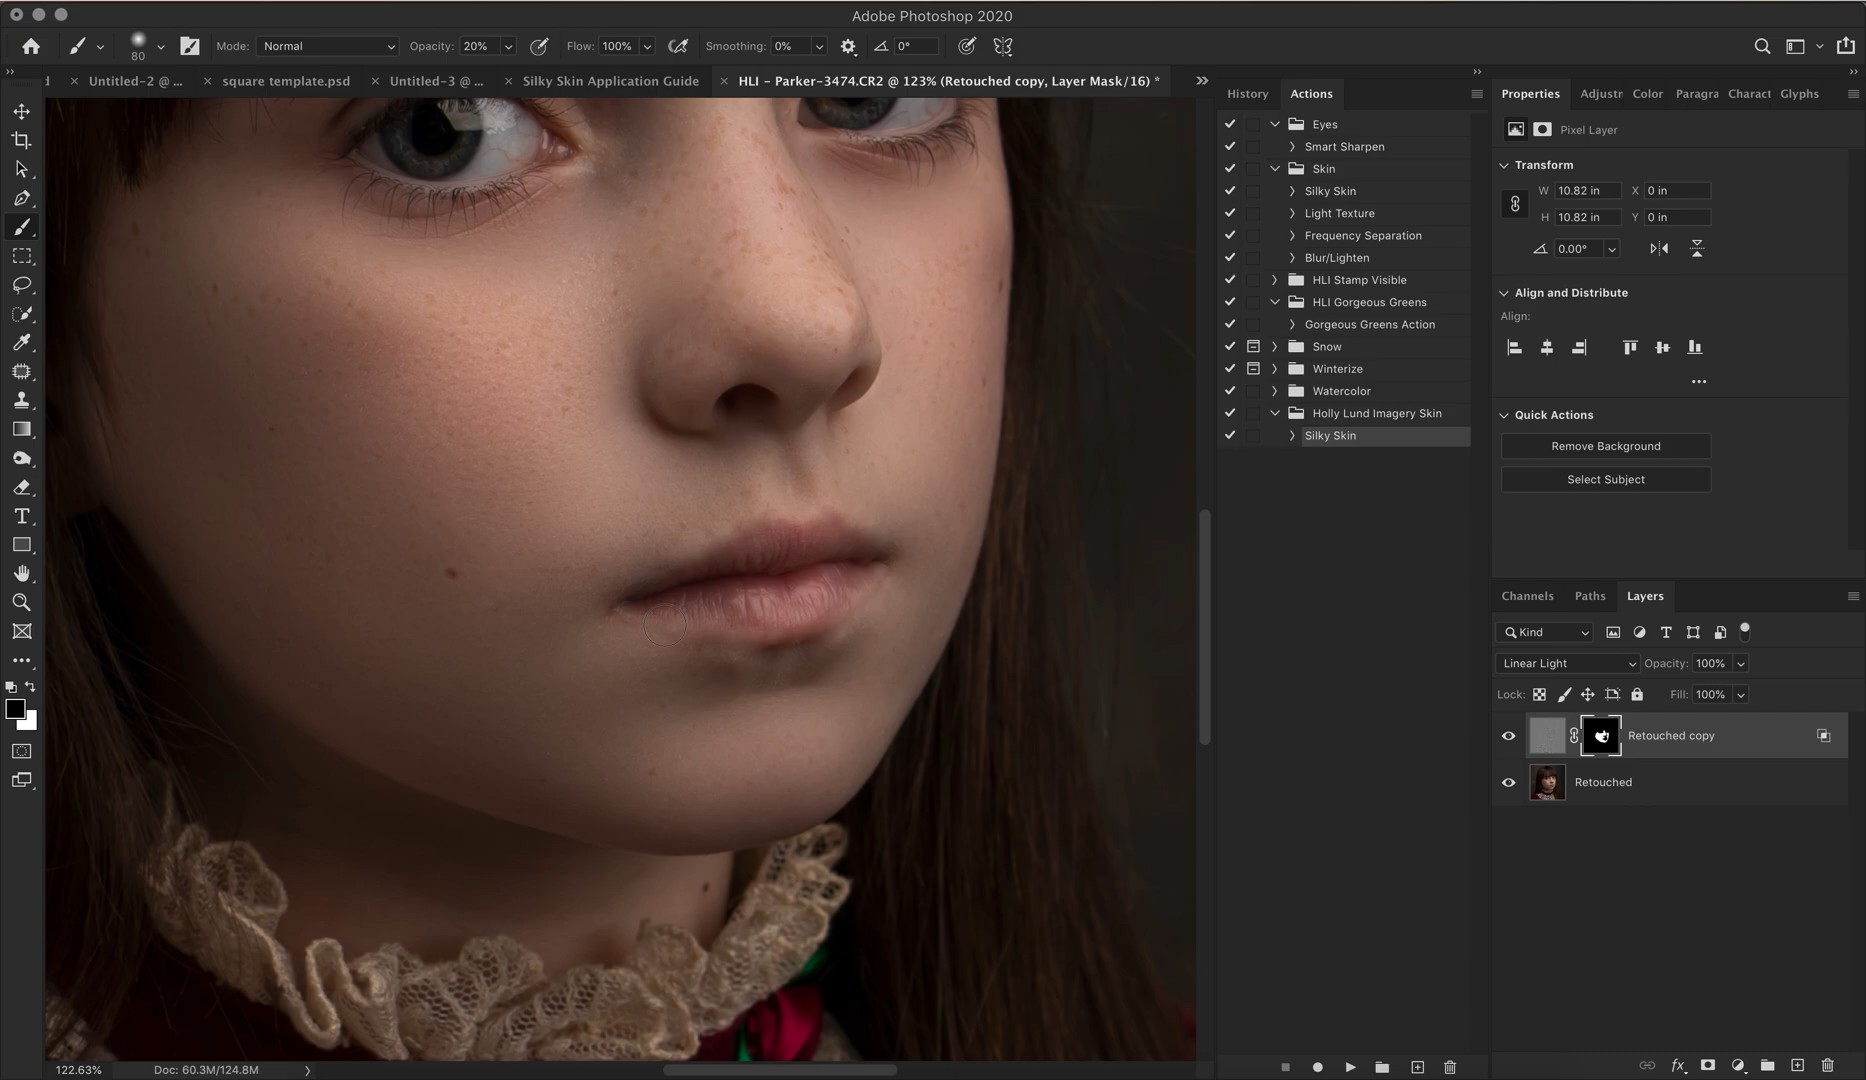 Adobe Photoshop 2020
80
Mode: Normal Opacity: 20% Flow: 100% Smoothing: 0% 0°
d × Untitled-2 @ ... × square template.psd × Untitled-3 @ ... × Silky Skin Application Guide × HLI - Parker-3474.CR2 @ 123% (Retouched copy, Layer Mask/16) *
History Actions
Eyes
Smart Sharpen
Skin
Silky Skin
Light Texture
Frequency Separation
Blur/Lighten
HLI Stamp Visible
HLI Gorgeous Greens
Gorgeous Greens Action
Snow
Winterize
Watercolor
Holly Lund Imagery Skin
Silky Skin
Properties Adjustn Color Paragra Charact Glyphs
Pixel Layer
Transform
W 10.82 in X 0 in
H 10.82 in Y 0 in
0.00°
Align and Distribute
Align:
Quick Actions
Remove Background
Select Subject
Channels Paths Layers
Kind
Linear Light Opacity: 100%
Lock: Fill: 100%
Retouched copy
Retouched
fx
122.63% Doc: 60.3M/124.8M